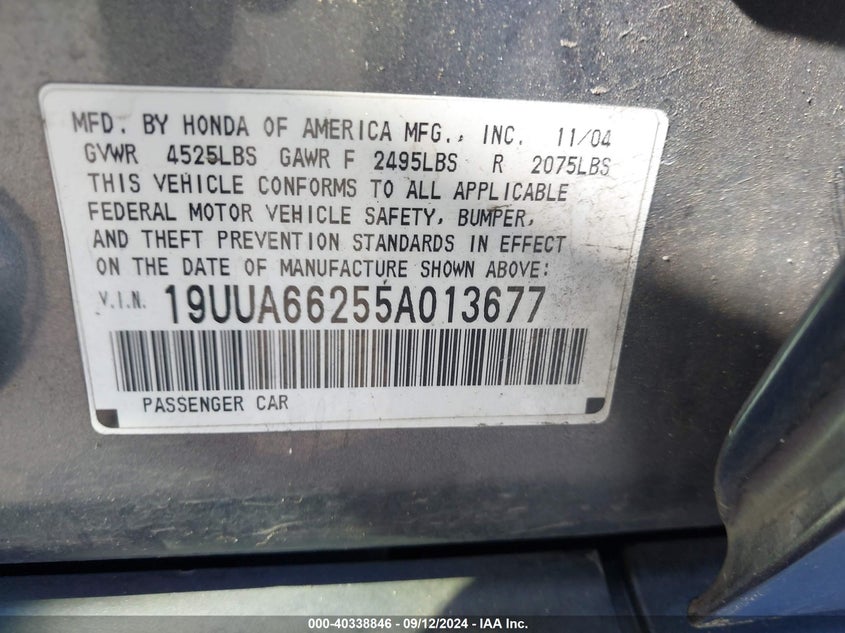 MFD. BY HONDA OF AMERICA MFG., INC. 11/04
GVWR 4525LBS GAWR F 2495LBS R 2075LBS
THIS VEHICLE CONFORMS TO ALL APPLICABLE
FEDERAL MOTOR VEHICLE SAFETY, BUMPER,
AND THEFT PREVENTION STANDARDS IN EFFECT
ON THE DATE OF MANUFACTURE SHOWN ABOVE:
V.I.N. 19UUA66255A013677
PASSENGER CAR
000-40338846 - 09/12/2024 - IAA Inc.